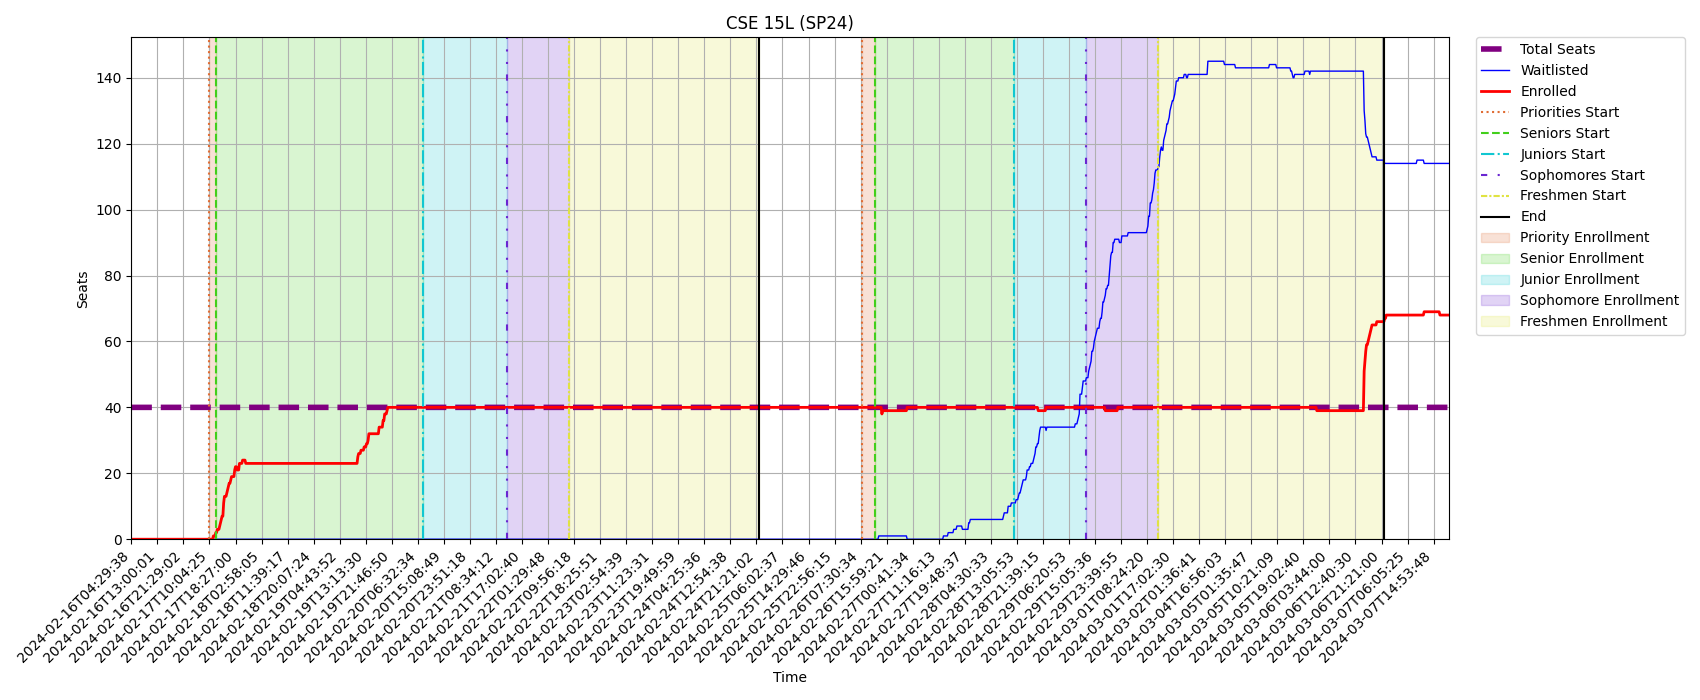 CSE 15L (SP24)
Seats
140
120
100
80
60
40
20
0
2024-02-16T04:29:38
2024-02-16T13:00:01
2024-02-16T21:29:02
2024-02-17T10:04:25
2024-02-17T18:27:00
2024-02-18T02:58:05
2024-02-18T11:39:17
2024-02-18T20:07:24
2024-02-19T04:43:52
2024-02-19T13:13:30
2024-02-19T21:46:50
2024-02-20T06:32:34
2024-02-20T15:08:49
2024-02-20T23:51:18
2024-02-21T08:34:12
2024-02-21T17:02:40
2024-02-22T01:29:48
2024-02-22T09:56:18
2024-02-22T18:25:51
2024-02-23T02:54:39
2024-02-23T11:23:31
2024-02-23T19:49:59
2024-02-24T04:25:36
2024-02-24T12:54:38
2024-02-24T21:21:02
2024-02-25T06:02:37
2024-02-25T14:29:46
2024-02-25T22:56:15
2024-02-26T07:30:34
2024-02-26T15:59:21
2024-02-27T00:41:34
2024-02-27T11:16:13
2024-02-27T19:48:37
2024-02-28T04:30:33
2024-02-28T13:05:53
2024-02-28T21:39:15
2024-02-29T06:20:53
2024-02-29T15:05:36
2024-02-29T23:39:55
2024-03-01T08:24:20
2024-03-01T17:02:30
2024-03-02T01:36:41
2024-03-04T16:56:03
2024-03-05T01:35:47
2024-03-05T10:21:09
2024-03-05T19:02:40
2024-03-06T03:44:00
2024-03-06T12:40:30
2024-03-06T21:21:00
2024-03-07T06:05:25
2024-03-07T14:53:48
Time
Total Seats
Waitlisted
Enrolled
Priorities Start
Seniors Start
Juniors Start
Sophomores Start
Freshmen Start
End
Priority Enrollment
Senior Enrollment
Junior Enrollment
Sophomore Enrollment
Freshmen Enrollment